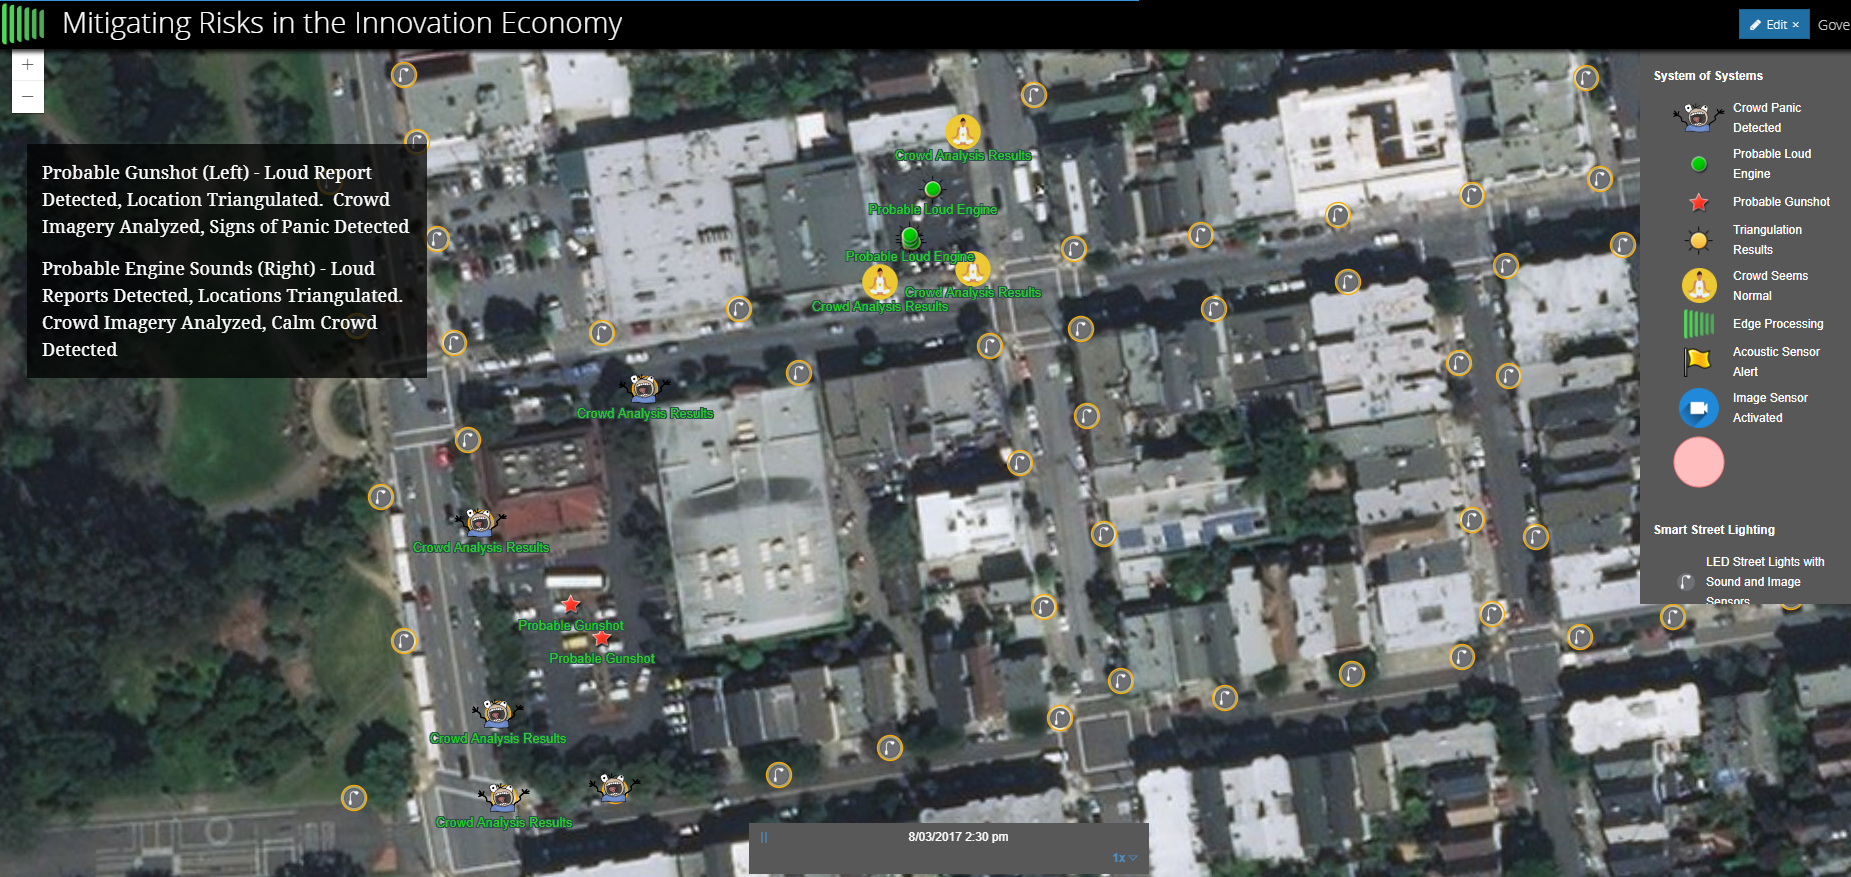 Mitigating Risks in the Innovation Economy
Edit ×
Gove
+
−
Probable Gunshot (Left) - Loud Report
Detected, Location Triangulated.  Crowd
Imagery Analyzed, Signs of Panic Detected
Probable Engine Sounds (Right) - Loud
Reports Detected, Locations Triangulated.
Crowd Imagery Analyzed, Calm Crowd
Detected
Crowd Analysis Results
Probable Loud Engine
Probable Loud Engine
Crowd Analysis Results
Crowd Analysis Results
Crowd Analysis Results
Crowd Analysis Results
Probable Gunshot
Probable Gunshot
Crowd Analysis Results
Crowd Analysis Results
System of Systems
Crowd Panic
Detected
Probable Loud
Engine
Probable Gunshot
Triangulation
Results
Crowd Seems
Normal
Edge Processing
Acoustic Sensor
Alert
Image Sensor
Activated
Smart Street Lighting
LED Street Lights with
Sound and Image
Sensors
8/03/2017 2:30 pm
1x